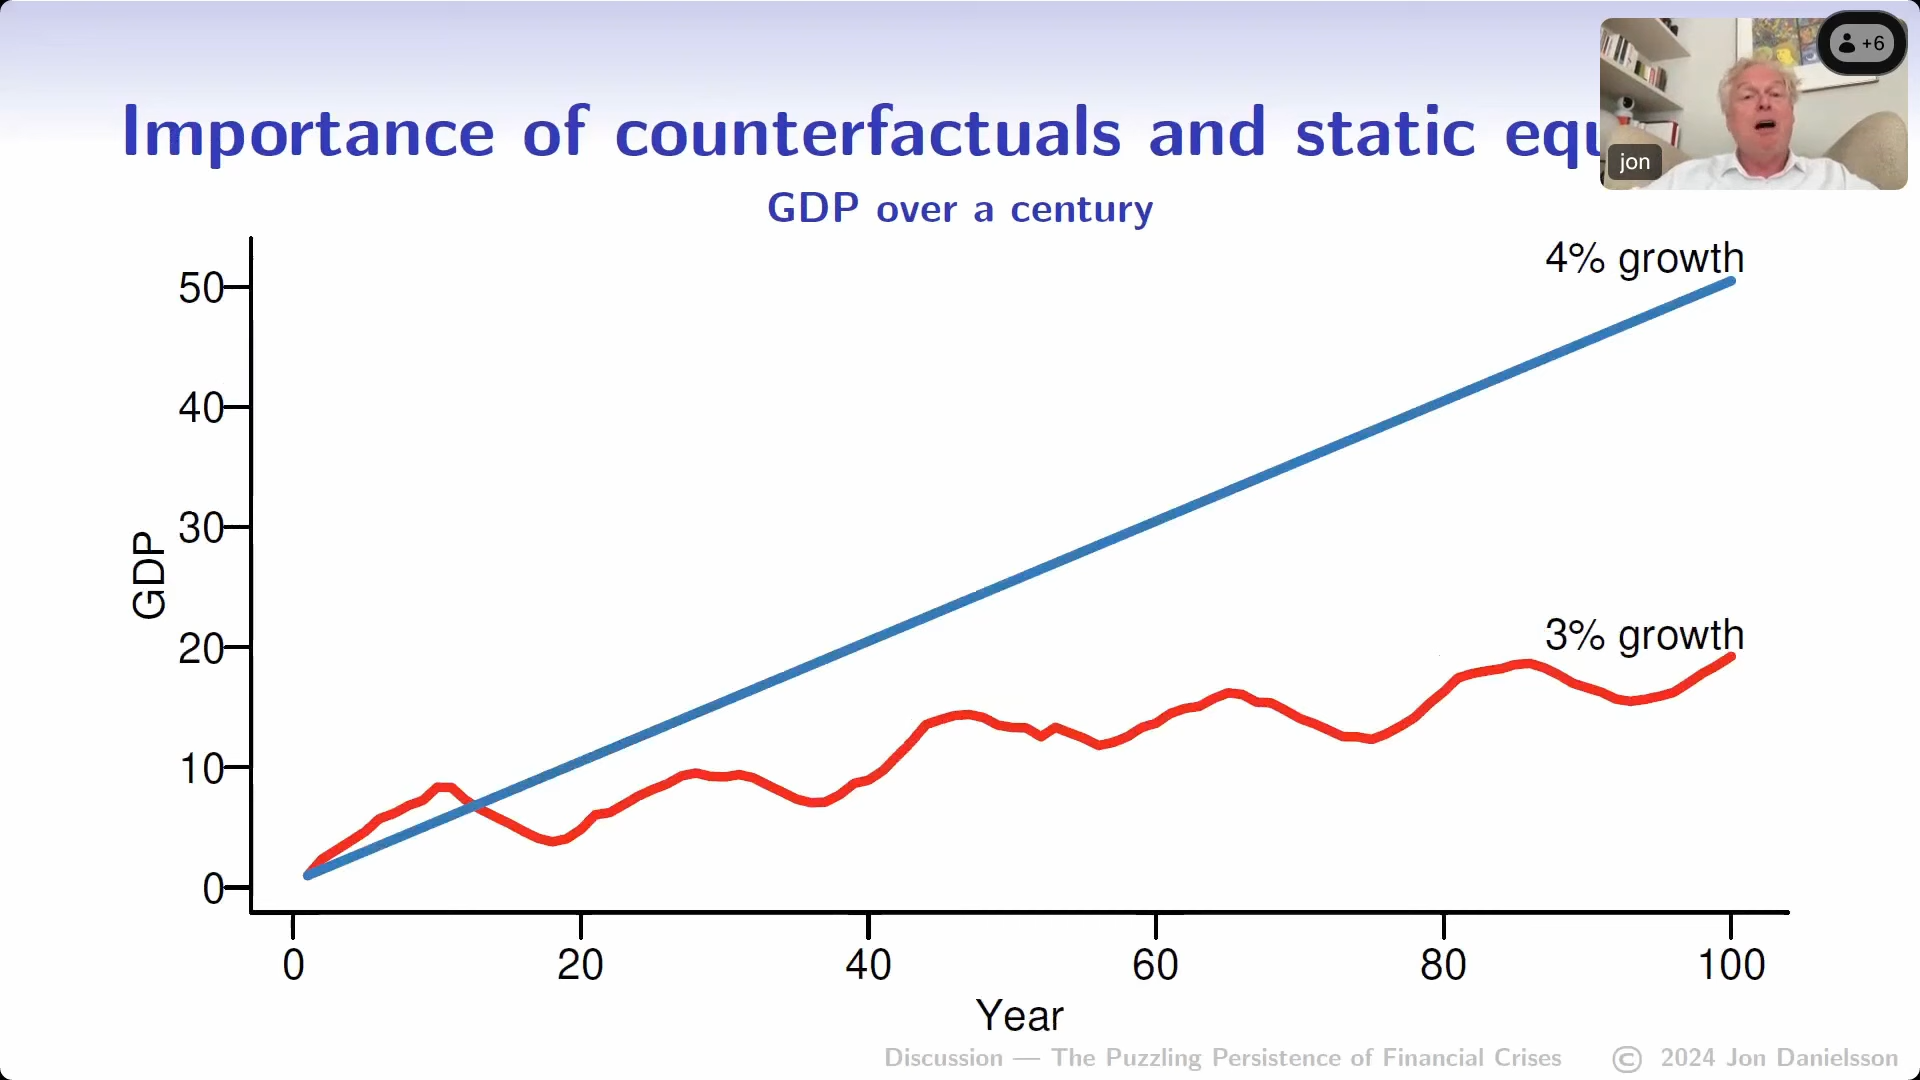 Importance of counterfactuals and static equ
+6
jon
GDP over a century
4% growth
3% growth
50
40
30
20
10
0
GDP
0 20 40 60 80 100
Year
Discussion — The Puzzling Persistence of Financial Crises © 2024 Jon Danielsson